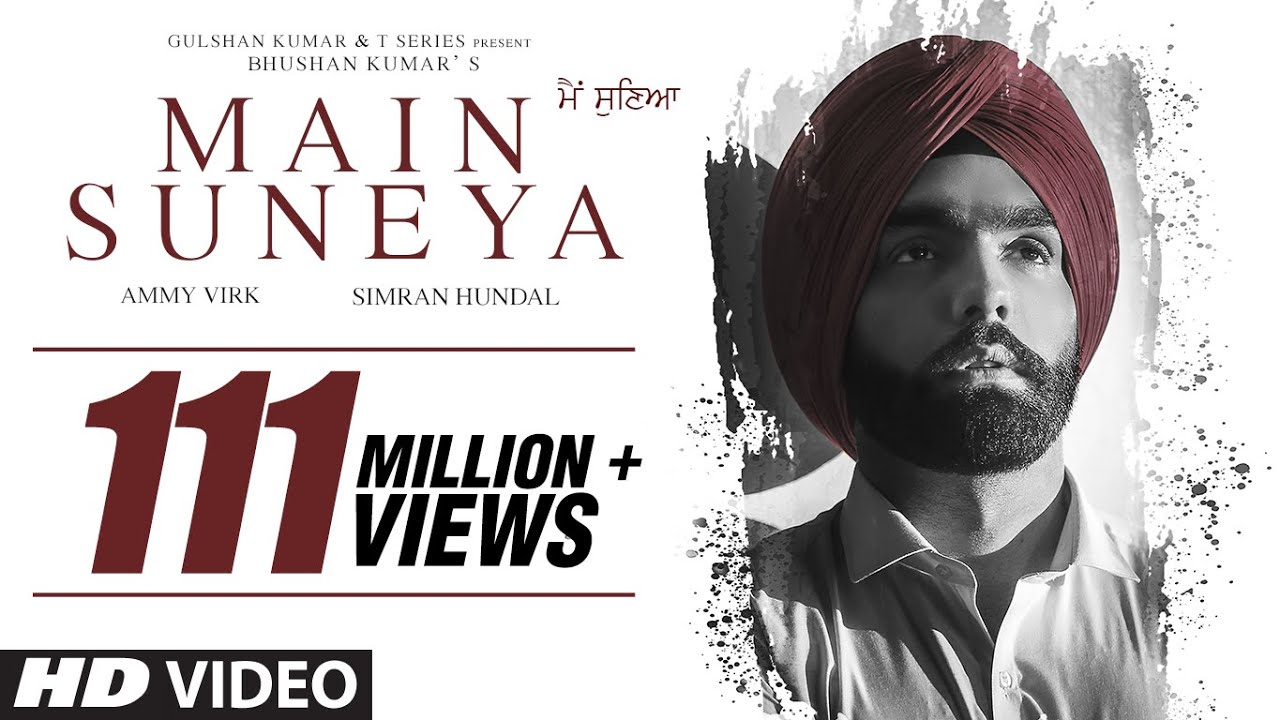 GULSHAN KUMAR & T SERIES PRESENT
BHUSHAN KUMAR' S
MAIN
ਮੈਂ ਸੁਣਿਆ
SUNEYA
AMMY VIRK SIMRAN HUNDAL
111 MILLION +
VIEWS
HD VIDEO